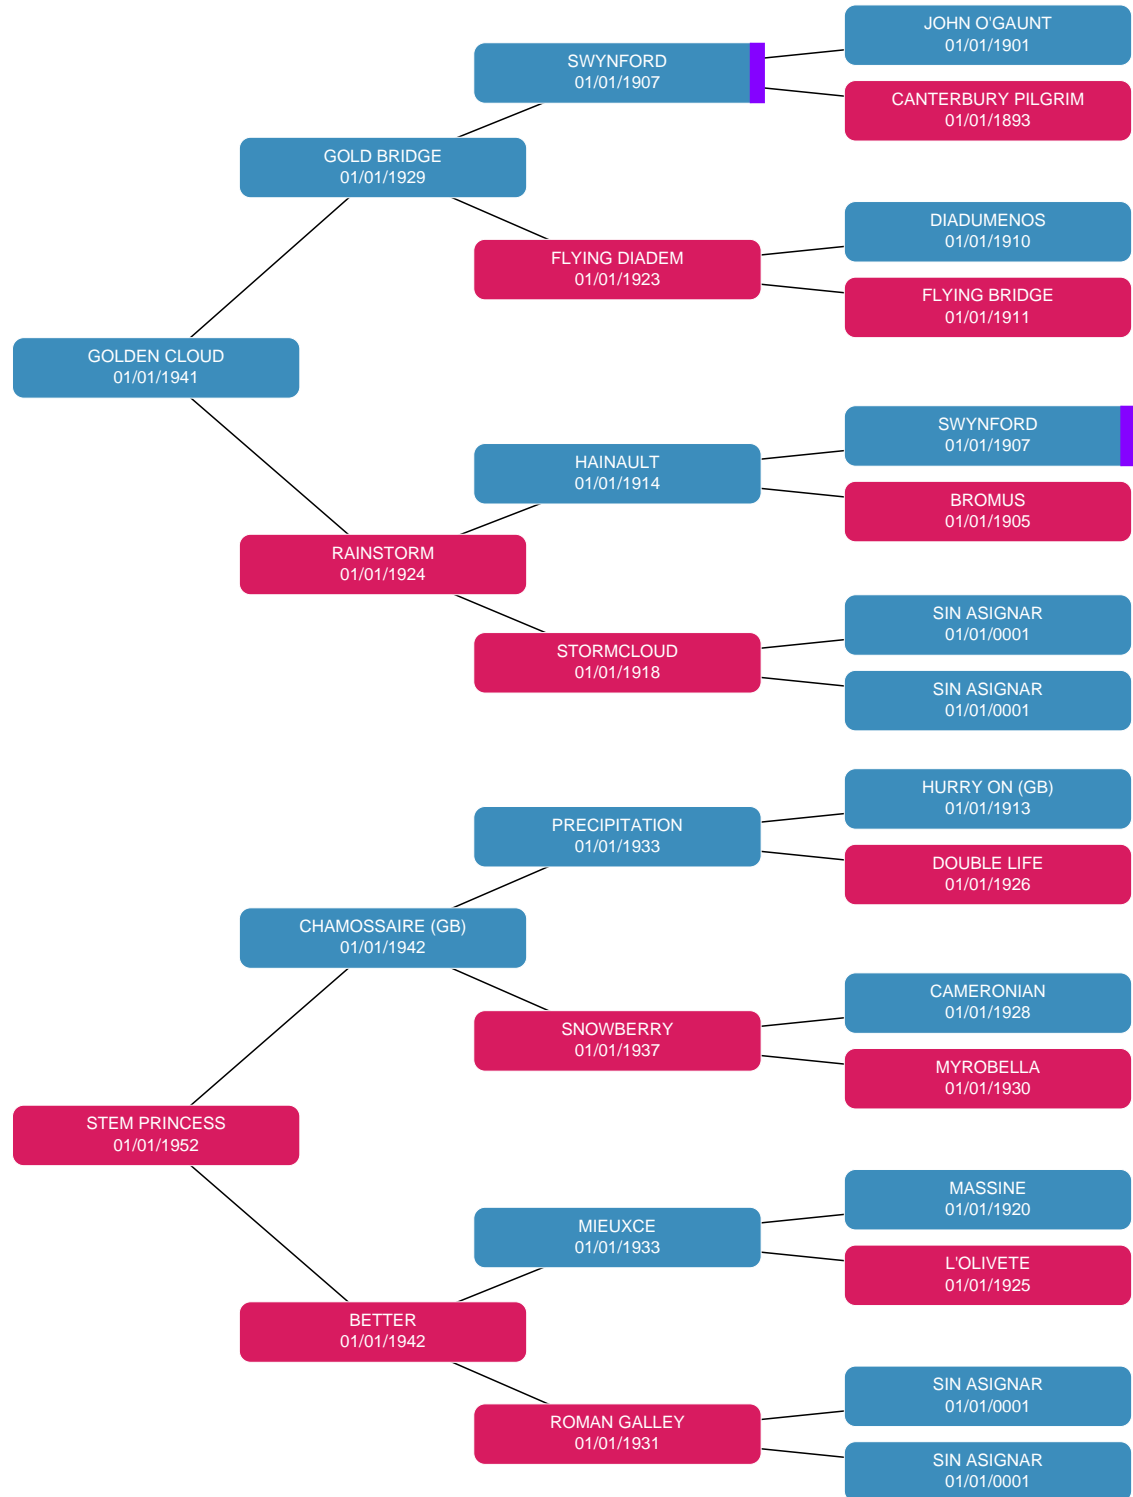 JOHN O'GAUNT
01/01/1901
SWYNFORD
01/01/1907
CANTERBURY PILGRIM
01/01/1893
GOLD BRIDGE
01/01/1929
DIADUMENOS
01/01/1910
FLYING DIADEM
01/01/1923
FLYING BRIDGE
01/01/1911
GOLDEN CLOUD
01/01/1941
SWYNFORD
01/01/1907
HAINAULT
01/01/1914
BROMUS
01/01/1905
RAINSTORM
01/01/1924
SIN ASIGNAR
01/01/0001
STORMCLOUD
01/01/1918
SIN ASIGNAR
01/01/0001
HURRY ON (GB)
01/01/1913
PRECIPITATION
01/01/1933
DOUBLE LIFE
01/01/1926
CHAMOSSAIRE (GB)
01/01/1942
CAMERONIAN
01/01/1928
SNOWBERRY
01/01/1937
MYROBELLA
01/01/1930
STEM PRINCESS
01/01/1952
MASSINE
01/01/1920
MIEUXCE
01/01/1933
L'OLIVETE
01/01/1925
BETTER
01/01/1942
SIN ASIGNAR
01/01/0001
ROMAN GALLEY
01/01/1931
SIN ASIGNAR
01/01/0001